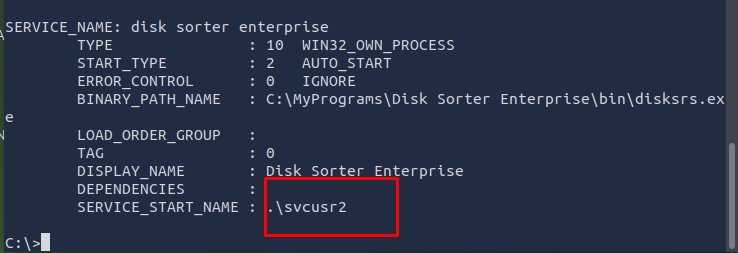 SERVICE_NAME: disk sorter enterprise
        TYPE               : 10  WIN32_OWN_PROCESS
        START_TYPE         : 2   AUTO_START
        ERROR_CONTROL      : 0   IGNORE
        BINARY_PATH_NAME   : C:\MyPrograms\Disk Sorter Enterprise\bin\disksrs.ex
e
        LOAD_ORDER_GROUP   :
        TAG                : 0
        DISPLAY_NAME       : Disk Sorter Enterprise
        DEPENDENCIES       :
        SERVICE_START_NAME : .\svcusr2
C:\>